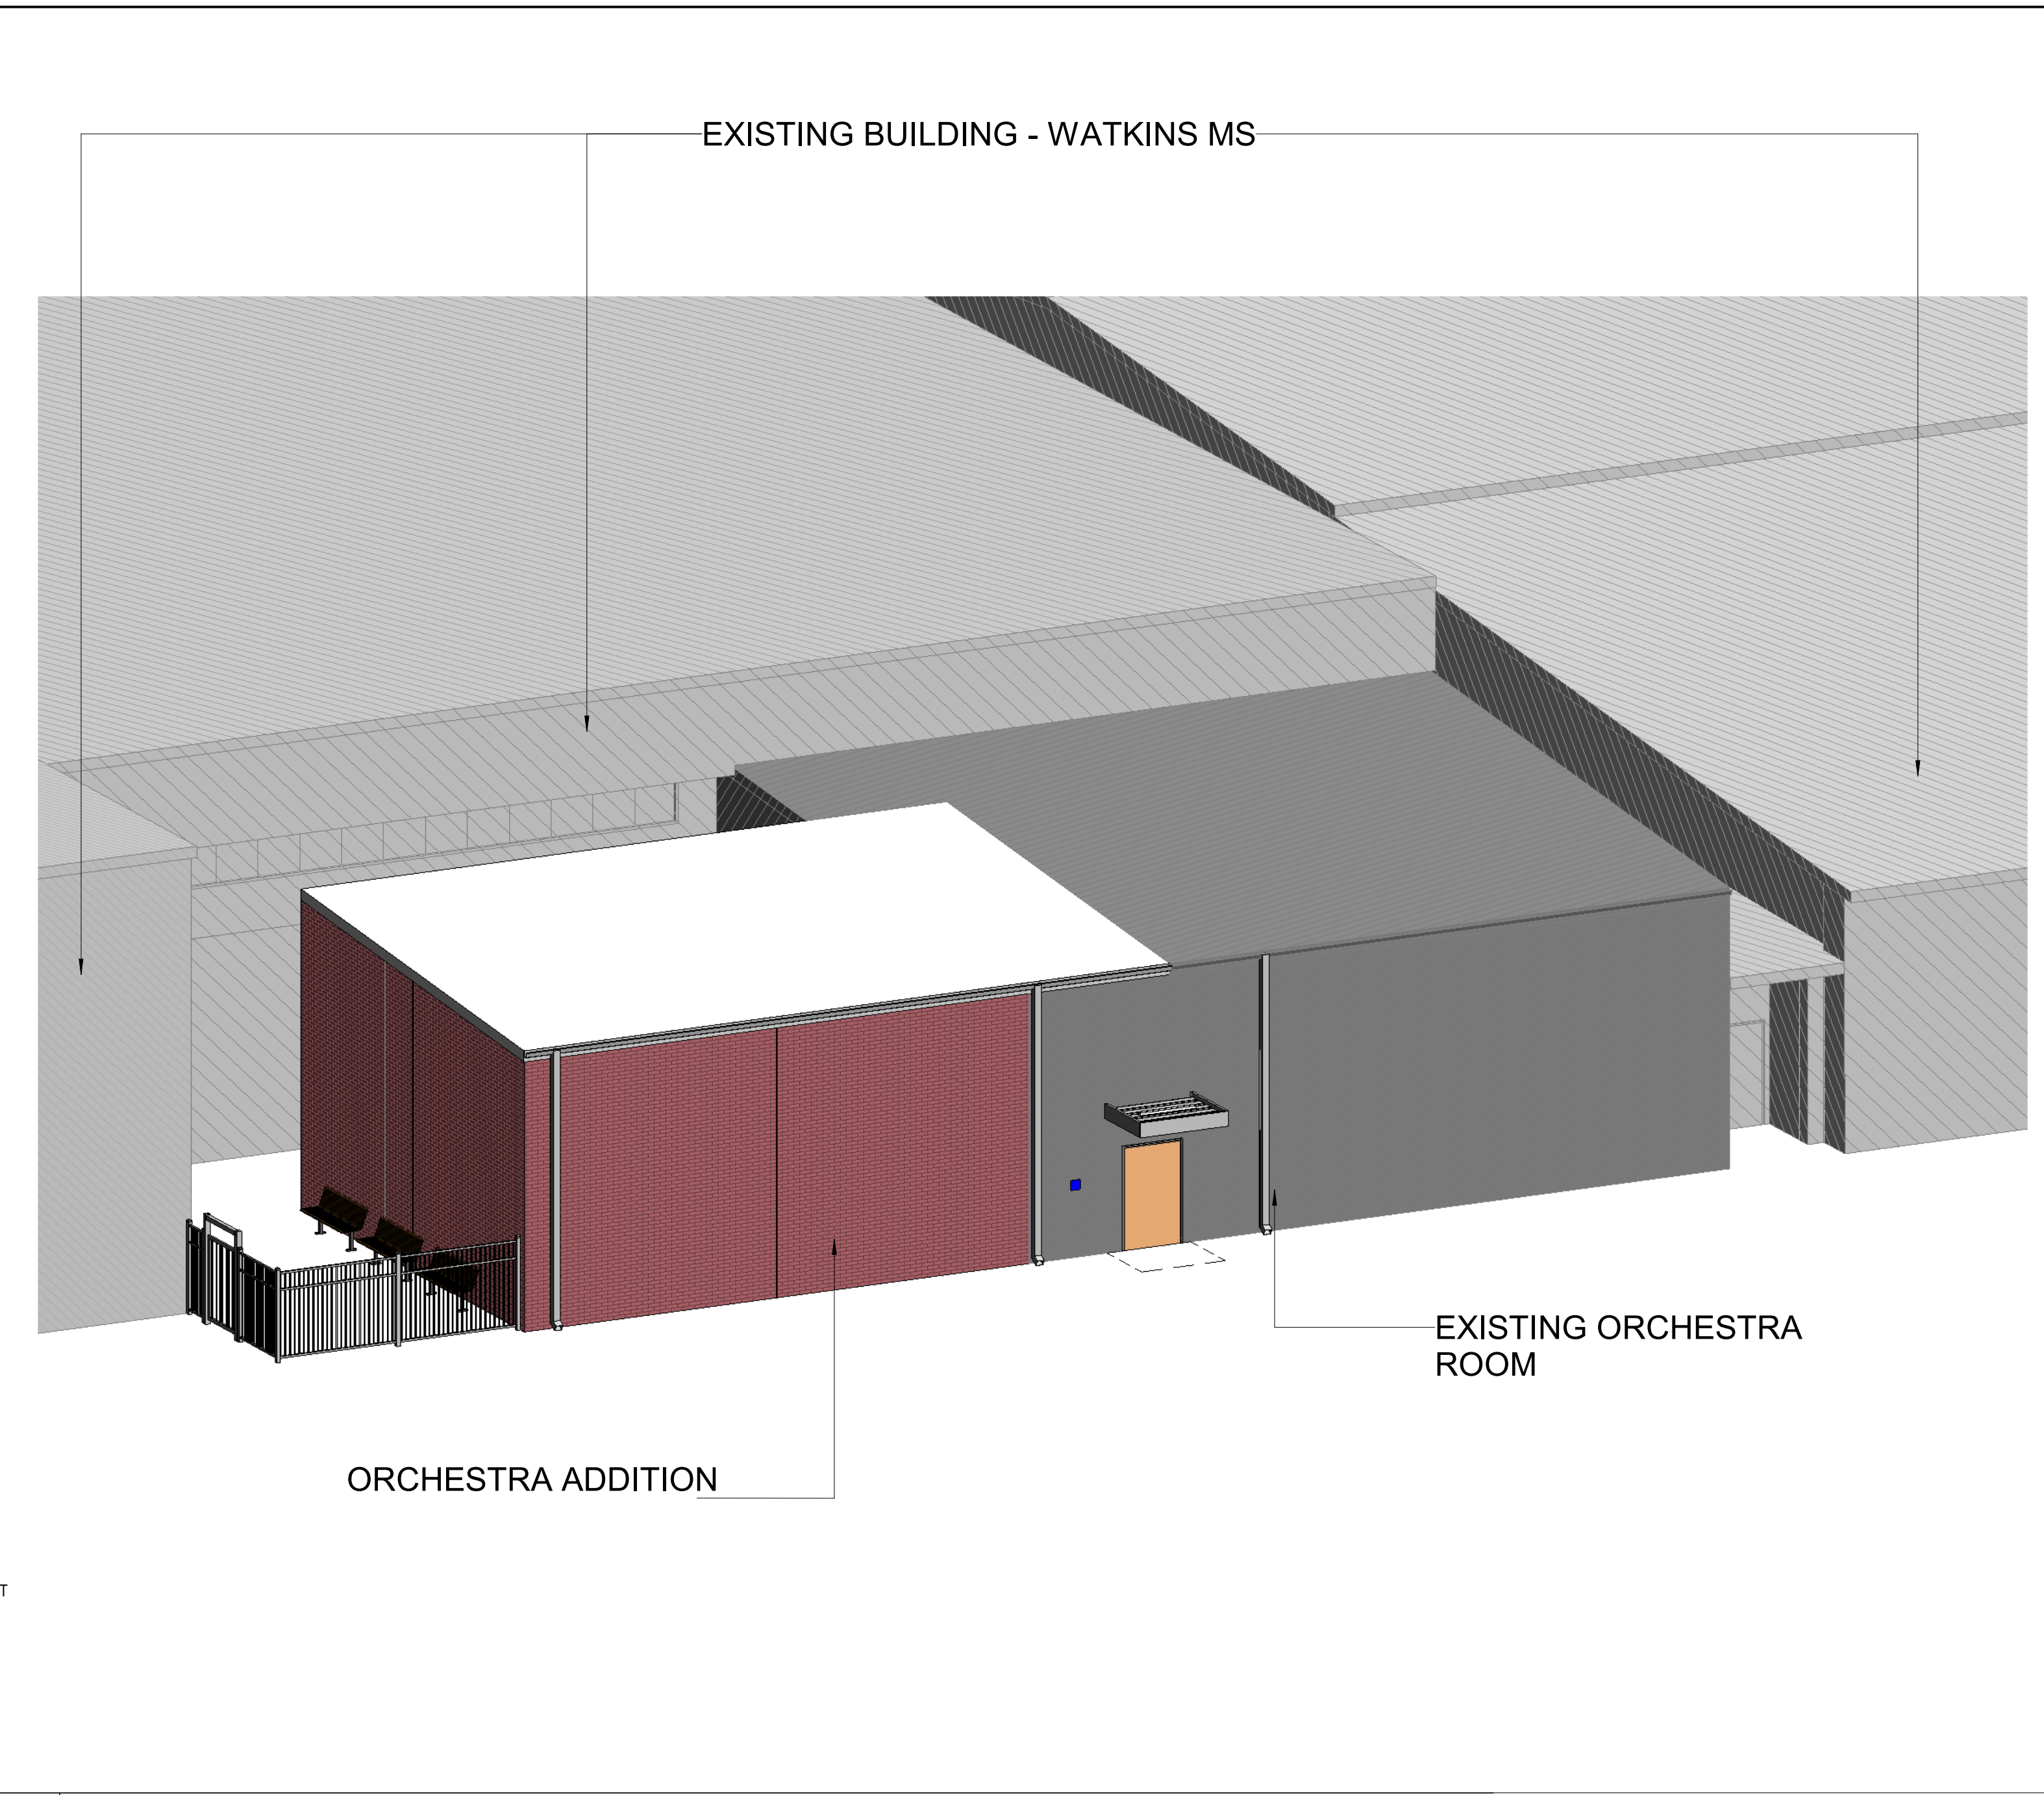 EXISTING BUILDING - WATKINS MS
EXISTING ORCHESTRA
ROOM
ORCHESTRA ADDITION
T